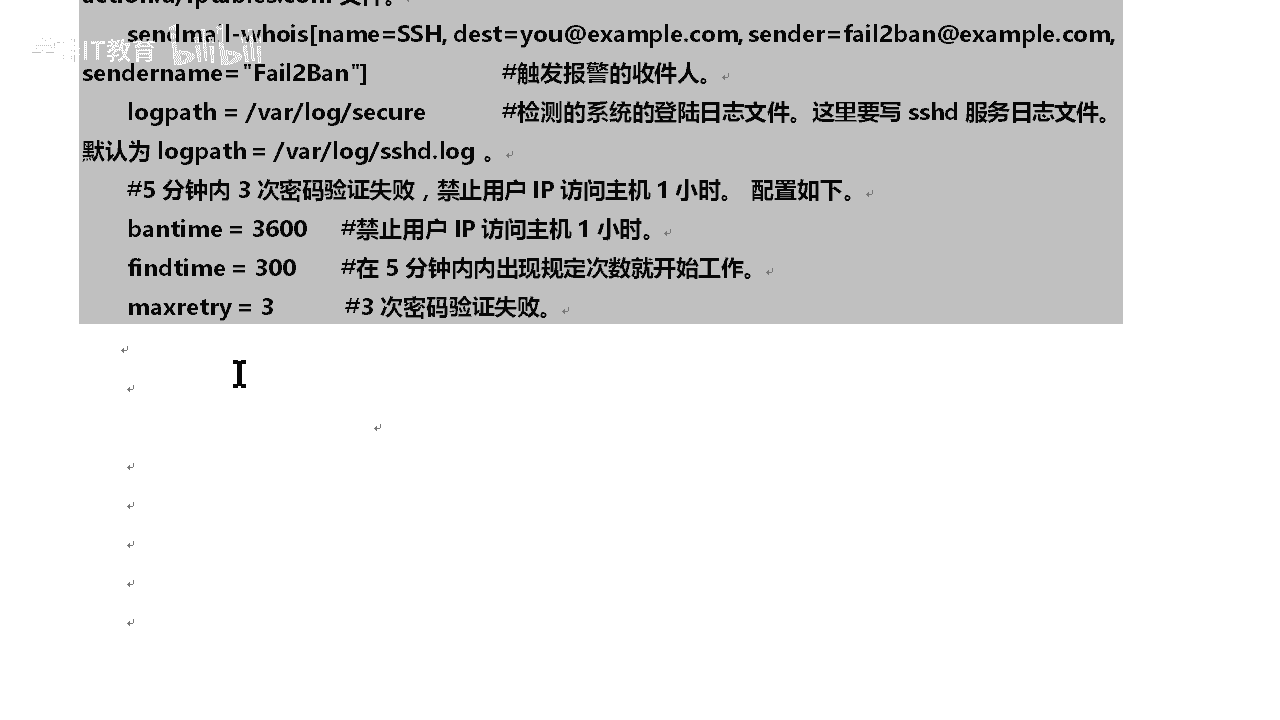 action.d/iptables.conf 文件。
sendmail-whois[name=SSH, dest=you@example.com, sender=fail2ban@example.com,
IT教育 bilibili
sendername="Fail2Ban"] #触发报警的收件人。
logpath = /var/log/secure #检测的系统的登陆日志文件。这里要写 sshd 服务日志文件。
默认为 logpath = /var/log/sshd.log 。
#5 分钟内 3 次密码验证失败，禁止用户 IP 访问主机 1 小时。 配置如下。
bantime = 3600 #禁止用户 IP 访问主机 1 小时。
findtime = 300 #在 5 分钟内内出现规定次数就开始工作。
maxretry = 3 #3 次密码验证失败。